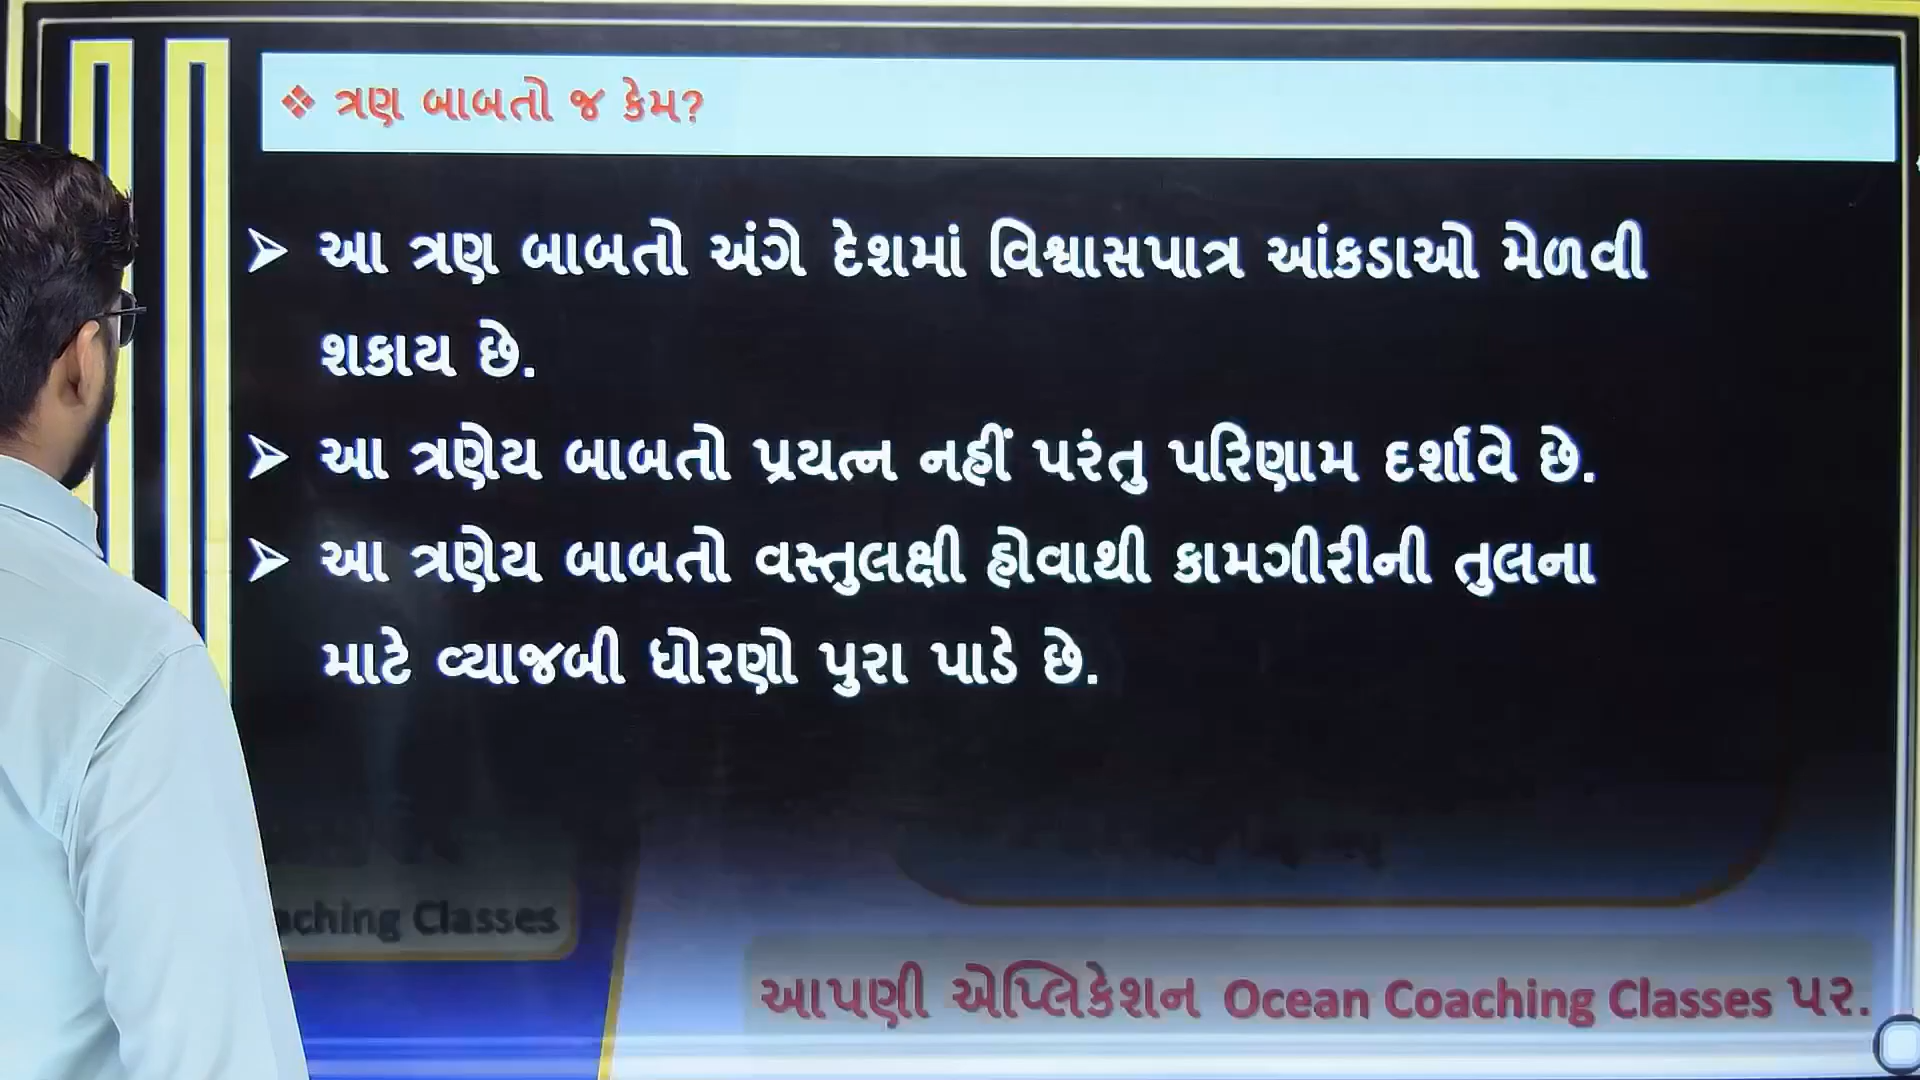 ❖ ત્રણ બાબતો જ કેમ?
➢ આ ત્રણ બાબતો અંગે દેશમાં વિશ્વાસપાત્ર આંકડાઓ મેળવી
શકાય છે.
➢ આ ત્રણેય બાબતો પ્રયત્ન નહીં પરંતુ પરિણામ દર્શાવે છે.
➢ આ ત્રણેય બાબતો વસ્તુલક્ષી હોવાથી કામગીરીની તુલના
માટે વ્યાજબી ધોરણો પુરા પાડે છે.
Classes
આપણી એપ્લિકેશન Ocean Coaching Classes પર.